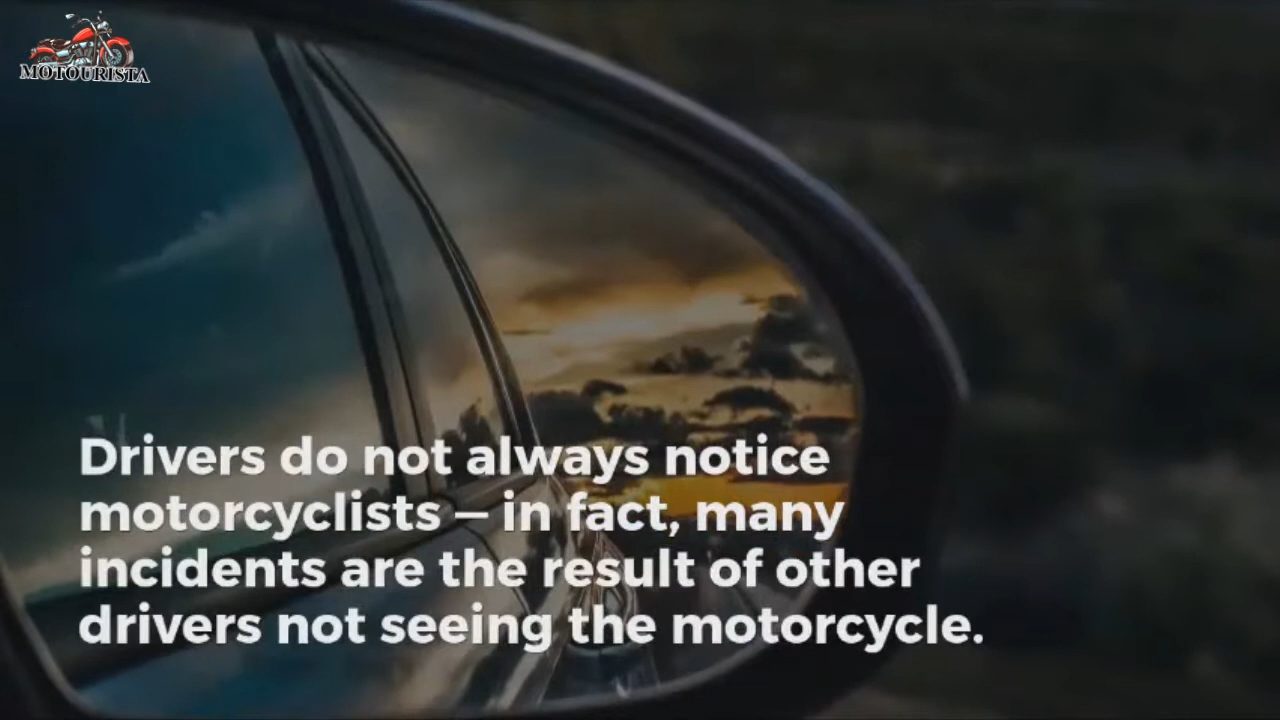 MOTOURISTA
Drivers do not always notice
motorcyclists – in fact, many
incidents are the result of other
drivers not seeing the motorcycle.